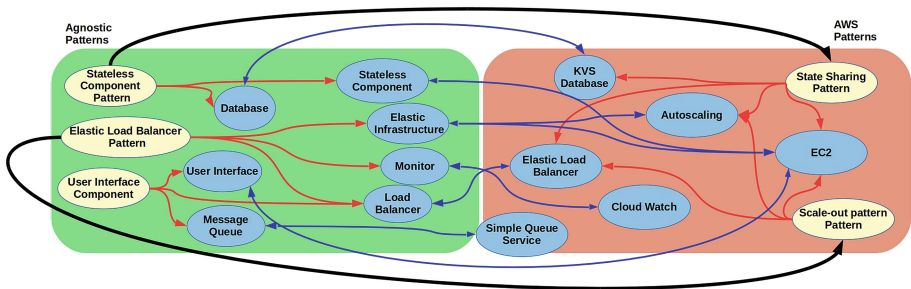 Agnostic
Patterns
AWS
Patterns
Stateless
Component
Pattern
Stateless
Component
KVS
Database
State Sharing
Pattern
Database
Elastic
Infrastructure
Autoscaling
Elastic Load Balancer
Pattern
Monitor
Elastic Load
Balancer
EC2
User Interface
User Interface
Component
Load
Balancer
Cloud Watch
Scale-out pattern
Pattern
Message
Queue
Simple Queue
Service